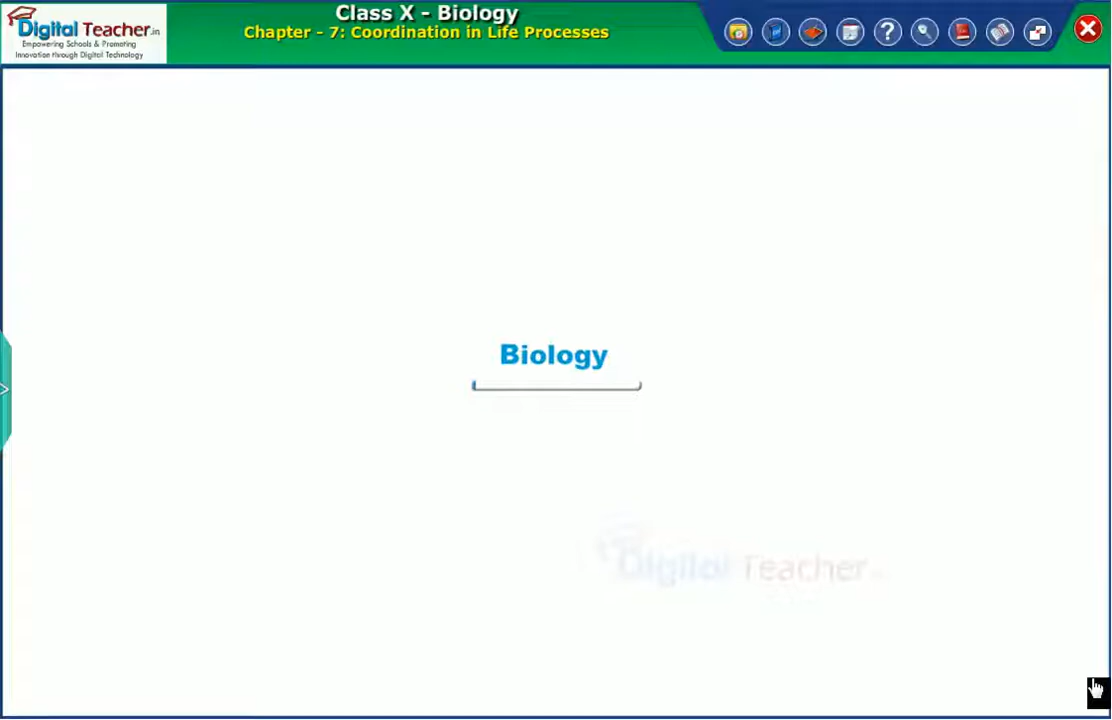 Digital Teacher.in
Empowering Schools & Promoting
Innovation through Digital Technology
Class X - Biology
Chapter - 7: Coordination in Life Processes
?
Biology
Digital Teacher